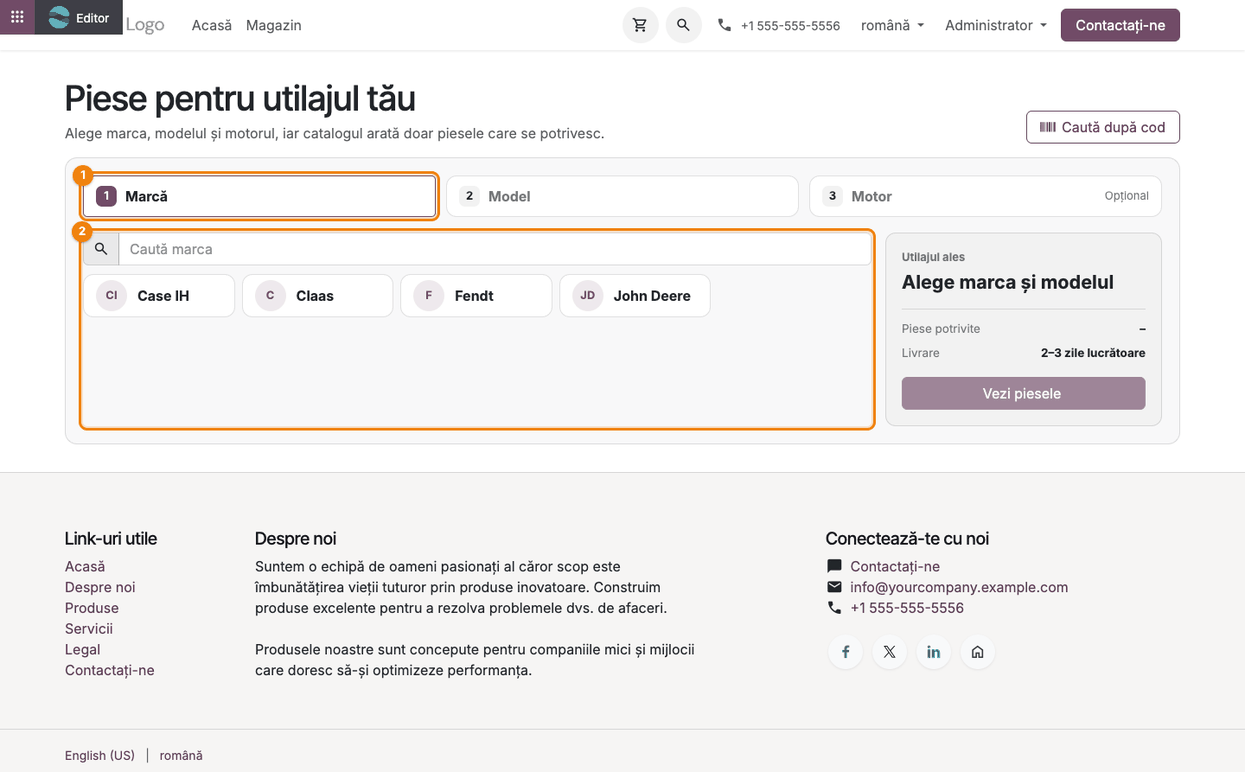 Editor
Logo
Acasă
Magazin
+1 555-555-5556
română
Administrator
Contactați-ne
Piese pentru utilajul tău
Alege marca, modelul și motorul, iar catalogul arată doar piesele care se potrivesc.
Caută după cod
1
1 Marcă
2 Model
3 Motor Opțional
2
Caută marca
CI Case IH
C Claas
F Fendt
JD John Deere
Utilajul ales
Alege marca și modelul
Piese potrivite –
Livrare 2–3 zile lucrătoare
Vezi piesele
Link-uri utile
Acasă
Despre noi
Produse
Servicii
Legal
Contactați-ne
Despre noi
Suntem o echipă de oameni pasionați al căror scop este
îmbunătățirea vieții tuturor prin produse inovatoare. Construim
produse excelente pentru a rezolva problemele dvs. de afaceri.
Produsele noastre sunt concepute pentru companiile mici și mijlocii
care doresc să-și optimizeze performanța.
Conectează-te cu noi
Contactați-ne
info@yourcompany.example.com
+1 555-555-5556
English (US) | română